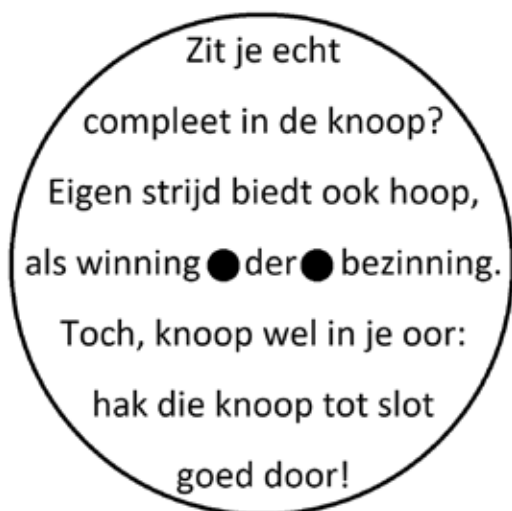 Zit je echt
compleet in de knoop?
Eigen strijd biedt ook hoop,
als winning der bezinning.
Toch, knoop wel in je oor:
hak die knoop tot slot
goed door!